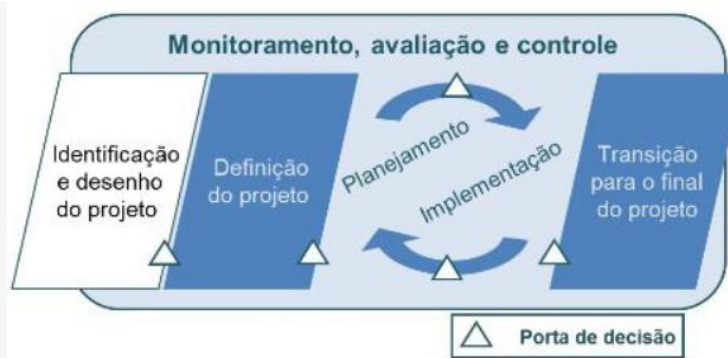 Monitoramento, avaliação e controle
Identificação
e desenho
do projeto
Definição
do projeto
Planejamento
Implementação
Transição
para o final
do projeto
Porta de decisão